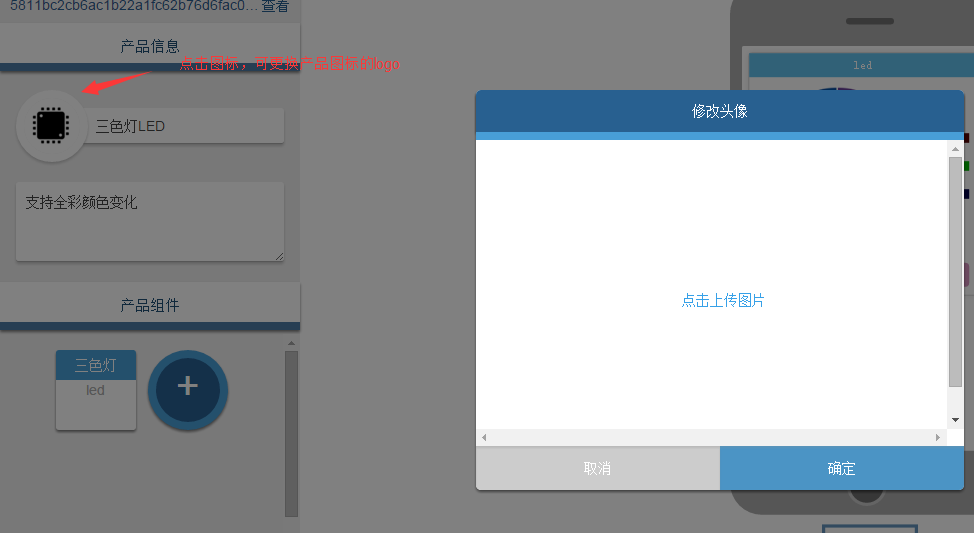 5811bc2cb6ac1b22a1fc62b76d6fac0... 查看
产品信息
点击图标，可更换产品图标的logo
三色灯LED
支持全彩颜色变化
产品组件
三色灯
led
+
led
修改头像
点击上传图片
取消
确定